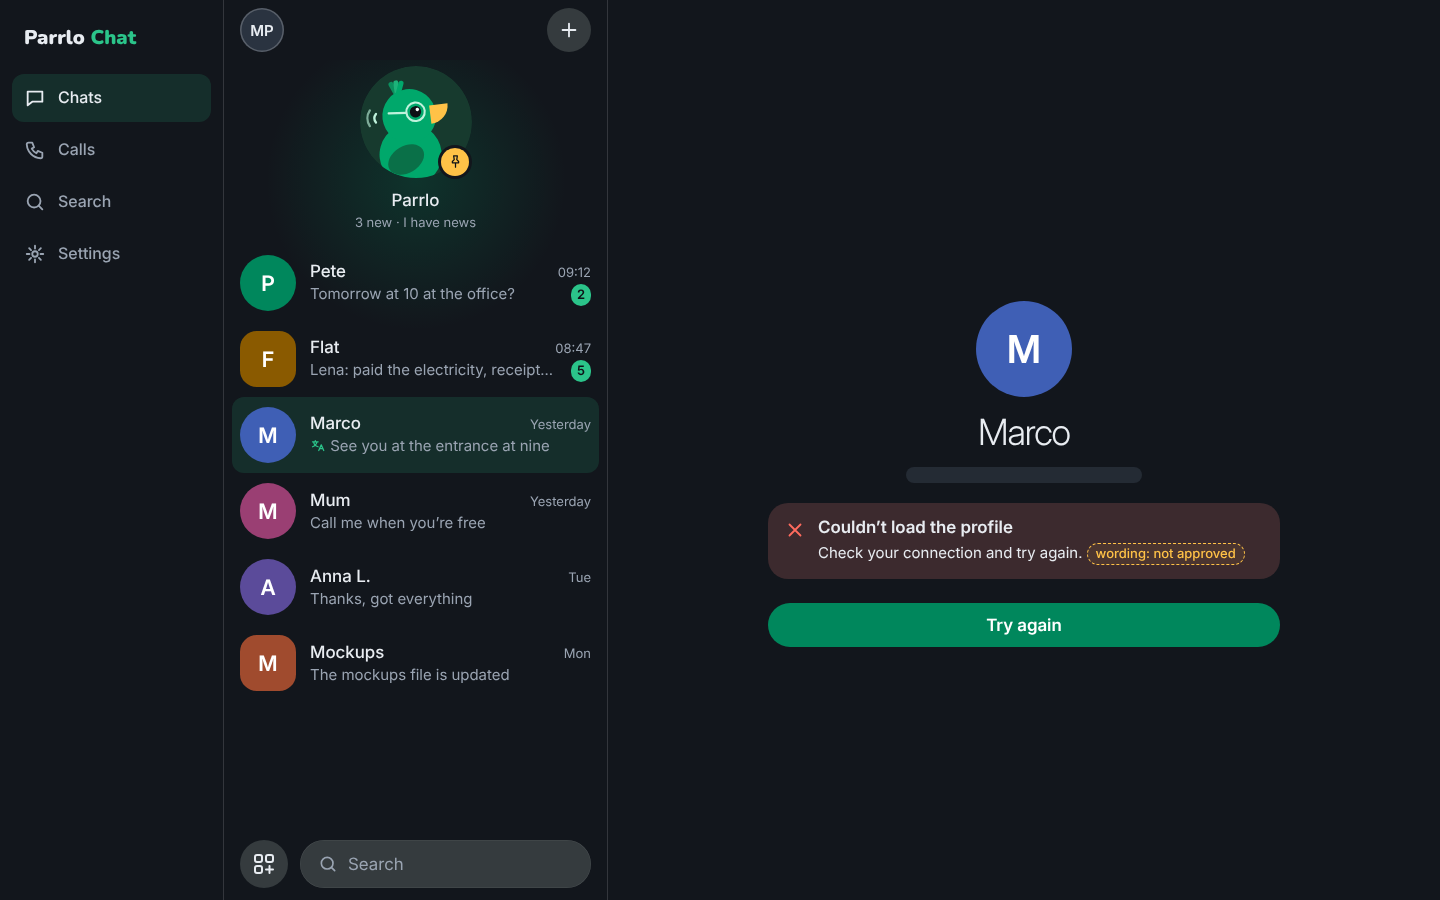 Parrlo Chat
Chats
Calls
Search
Settings
MP
Parrlo
3 new · I have news
P
Pete
09:12
Tomorrow at 10 at the office?
2
F
Flat
08:47
Lena: paid the electricity, receipt…
5
M
Marco
Yesterday
See you at the entrance at nine
M
Mum
Yesterday
Call me when you’re free
A
Anna L.
Tue
Thanks, got everything
M
Mockups
Mon
The mockups file is updated
Search
M
Marco
Couldn’t load the profile
Check your connection and try again. wording: not approved
Try again